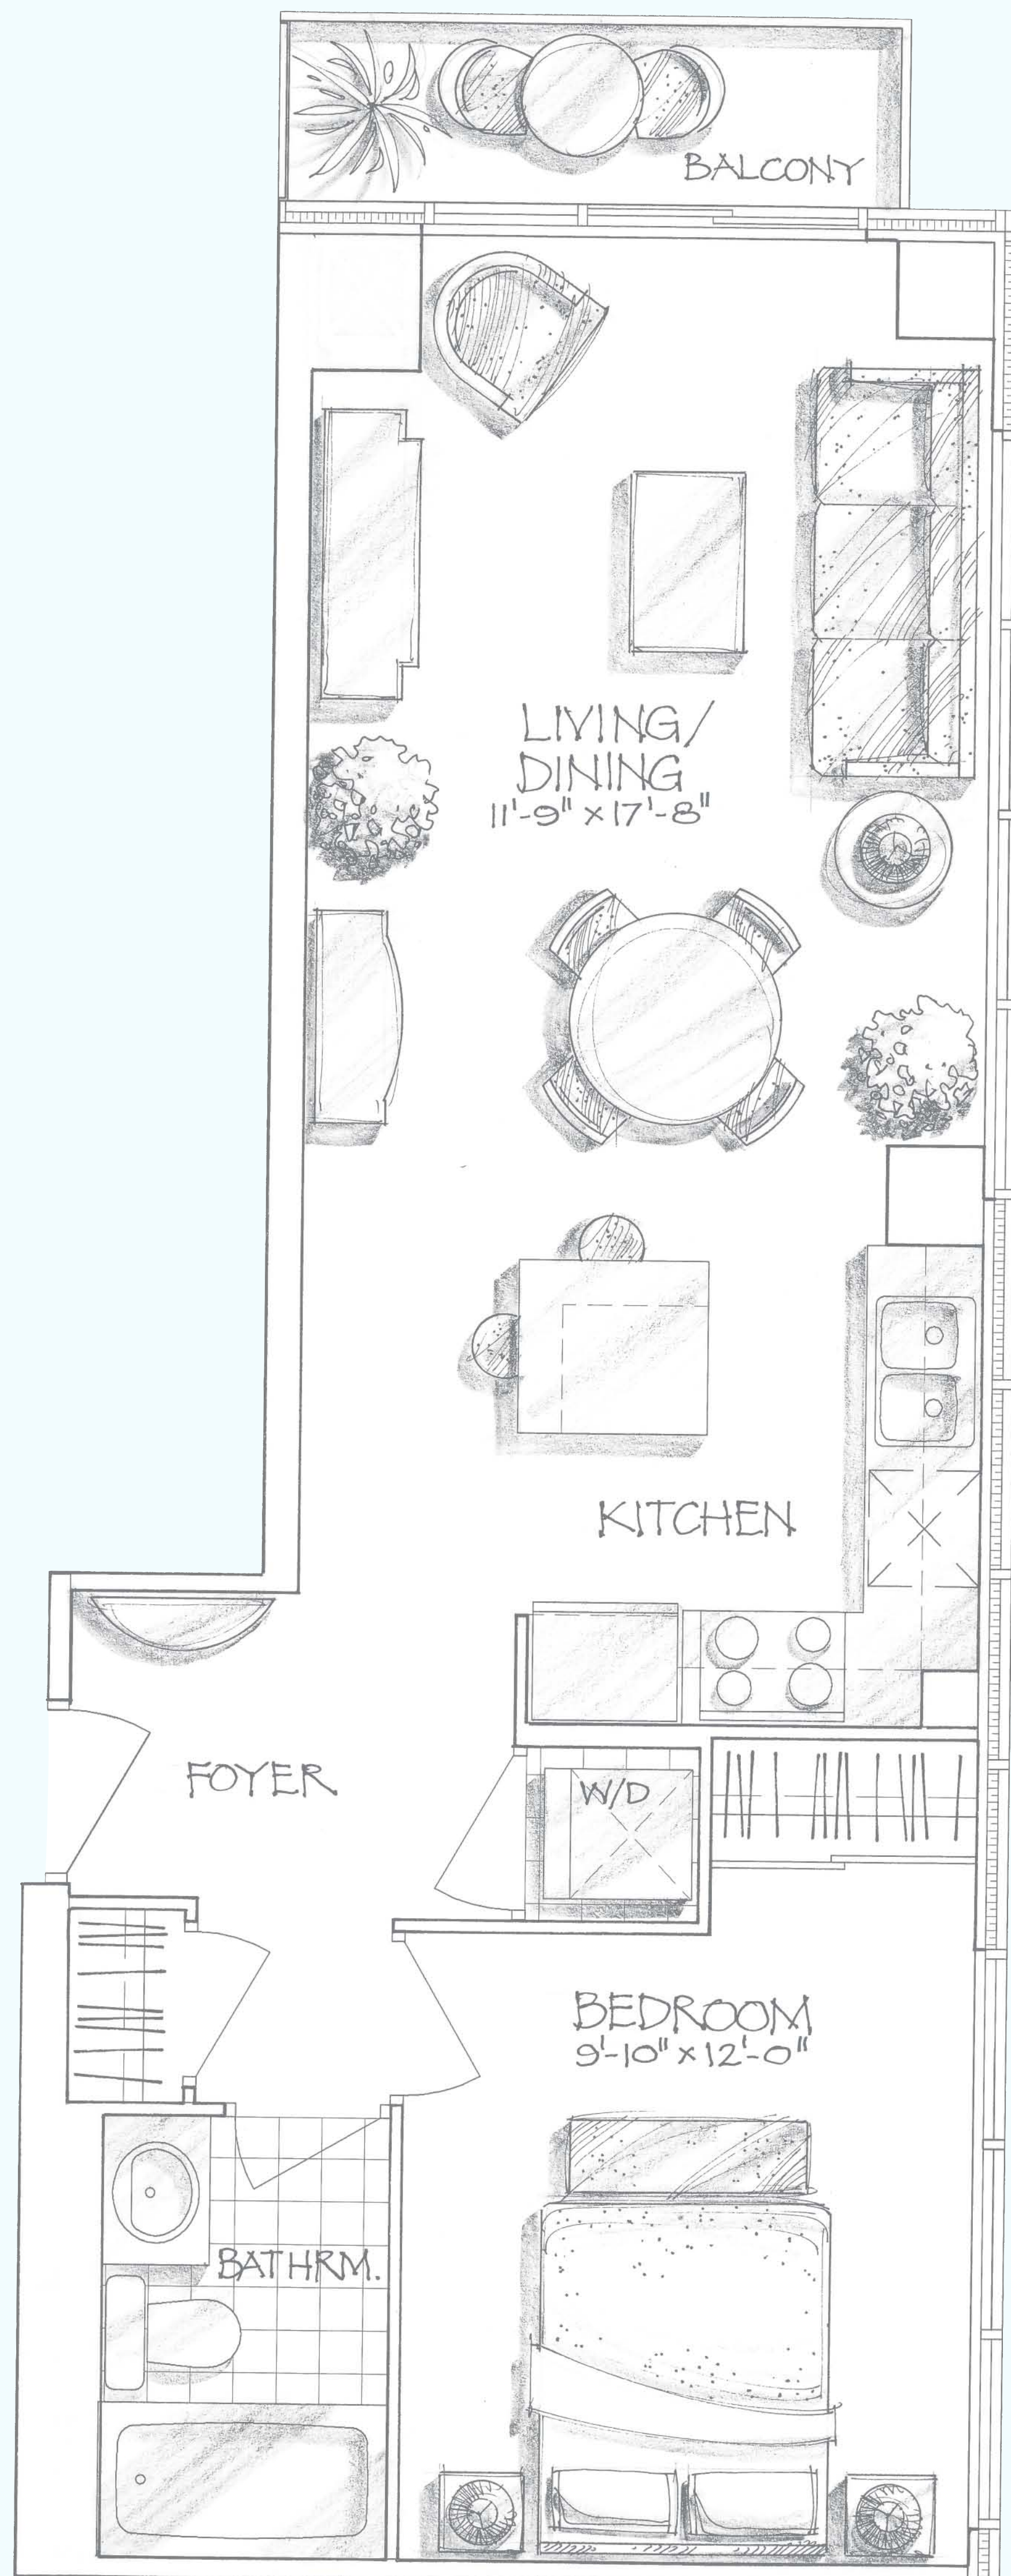 BALCONY
LIVING/
DINING
11'-9" x 17'-8"
KITCHEN
FOYER
W/D
BEDROOM
9'-10" x 12'-0"
BATHRM.